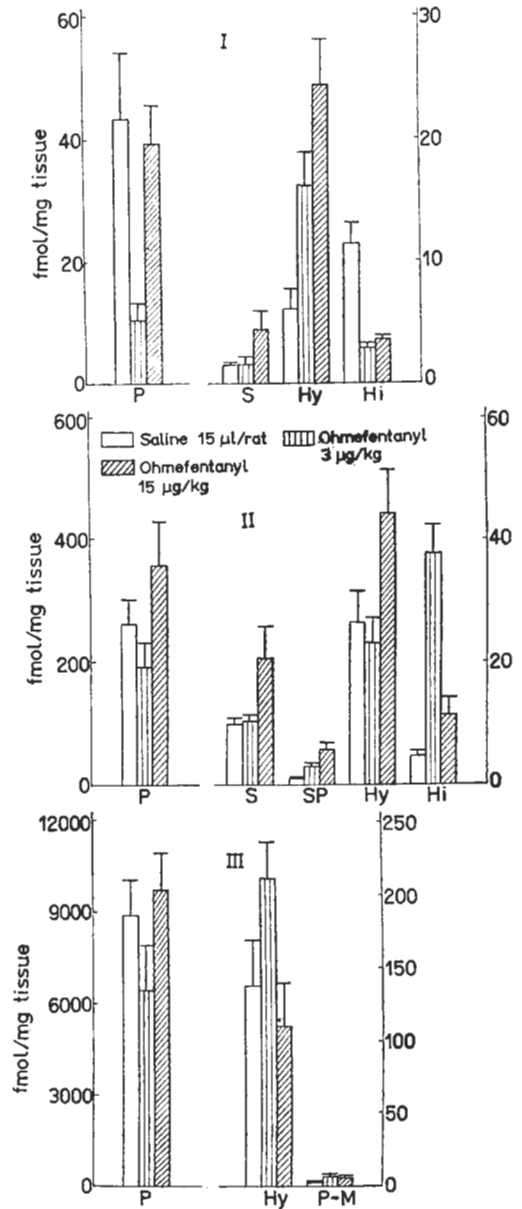 60
40
20
0
fmol/mg tissue
I
30
20
10
0
P
S
Hy
Hi
600
400
200
0
fmol/mg tissue
Saline 15 µl/rat
Ohmefentanyl
3 µg/kg
Ohmefentanyl
15 µg/kg
II
60
40
20
0
P
S
SP
Hy
Hi
12000
9000
6000
3000
0
fmol/mg tissue
III
250
200
150
100
50
0
P
Hy
P-M